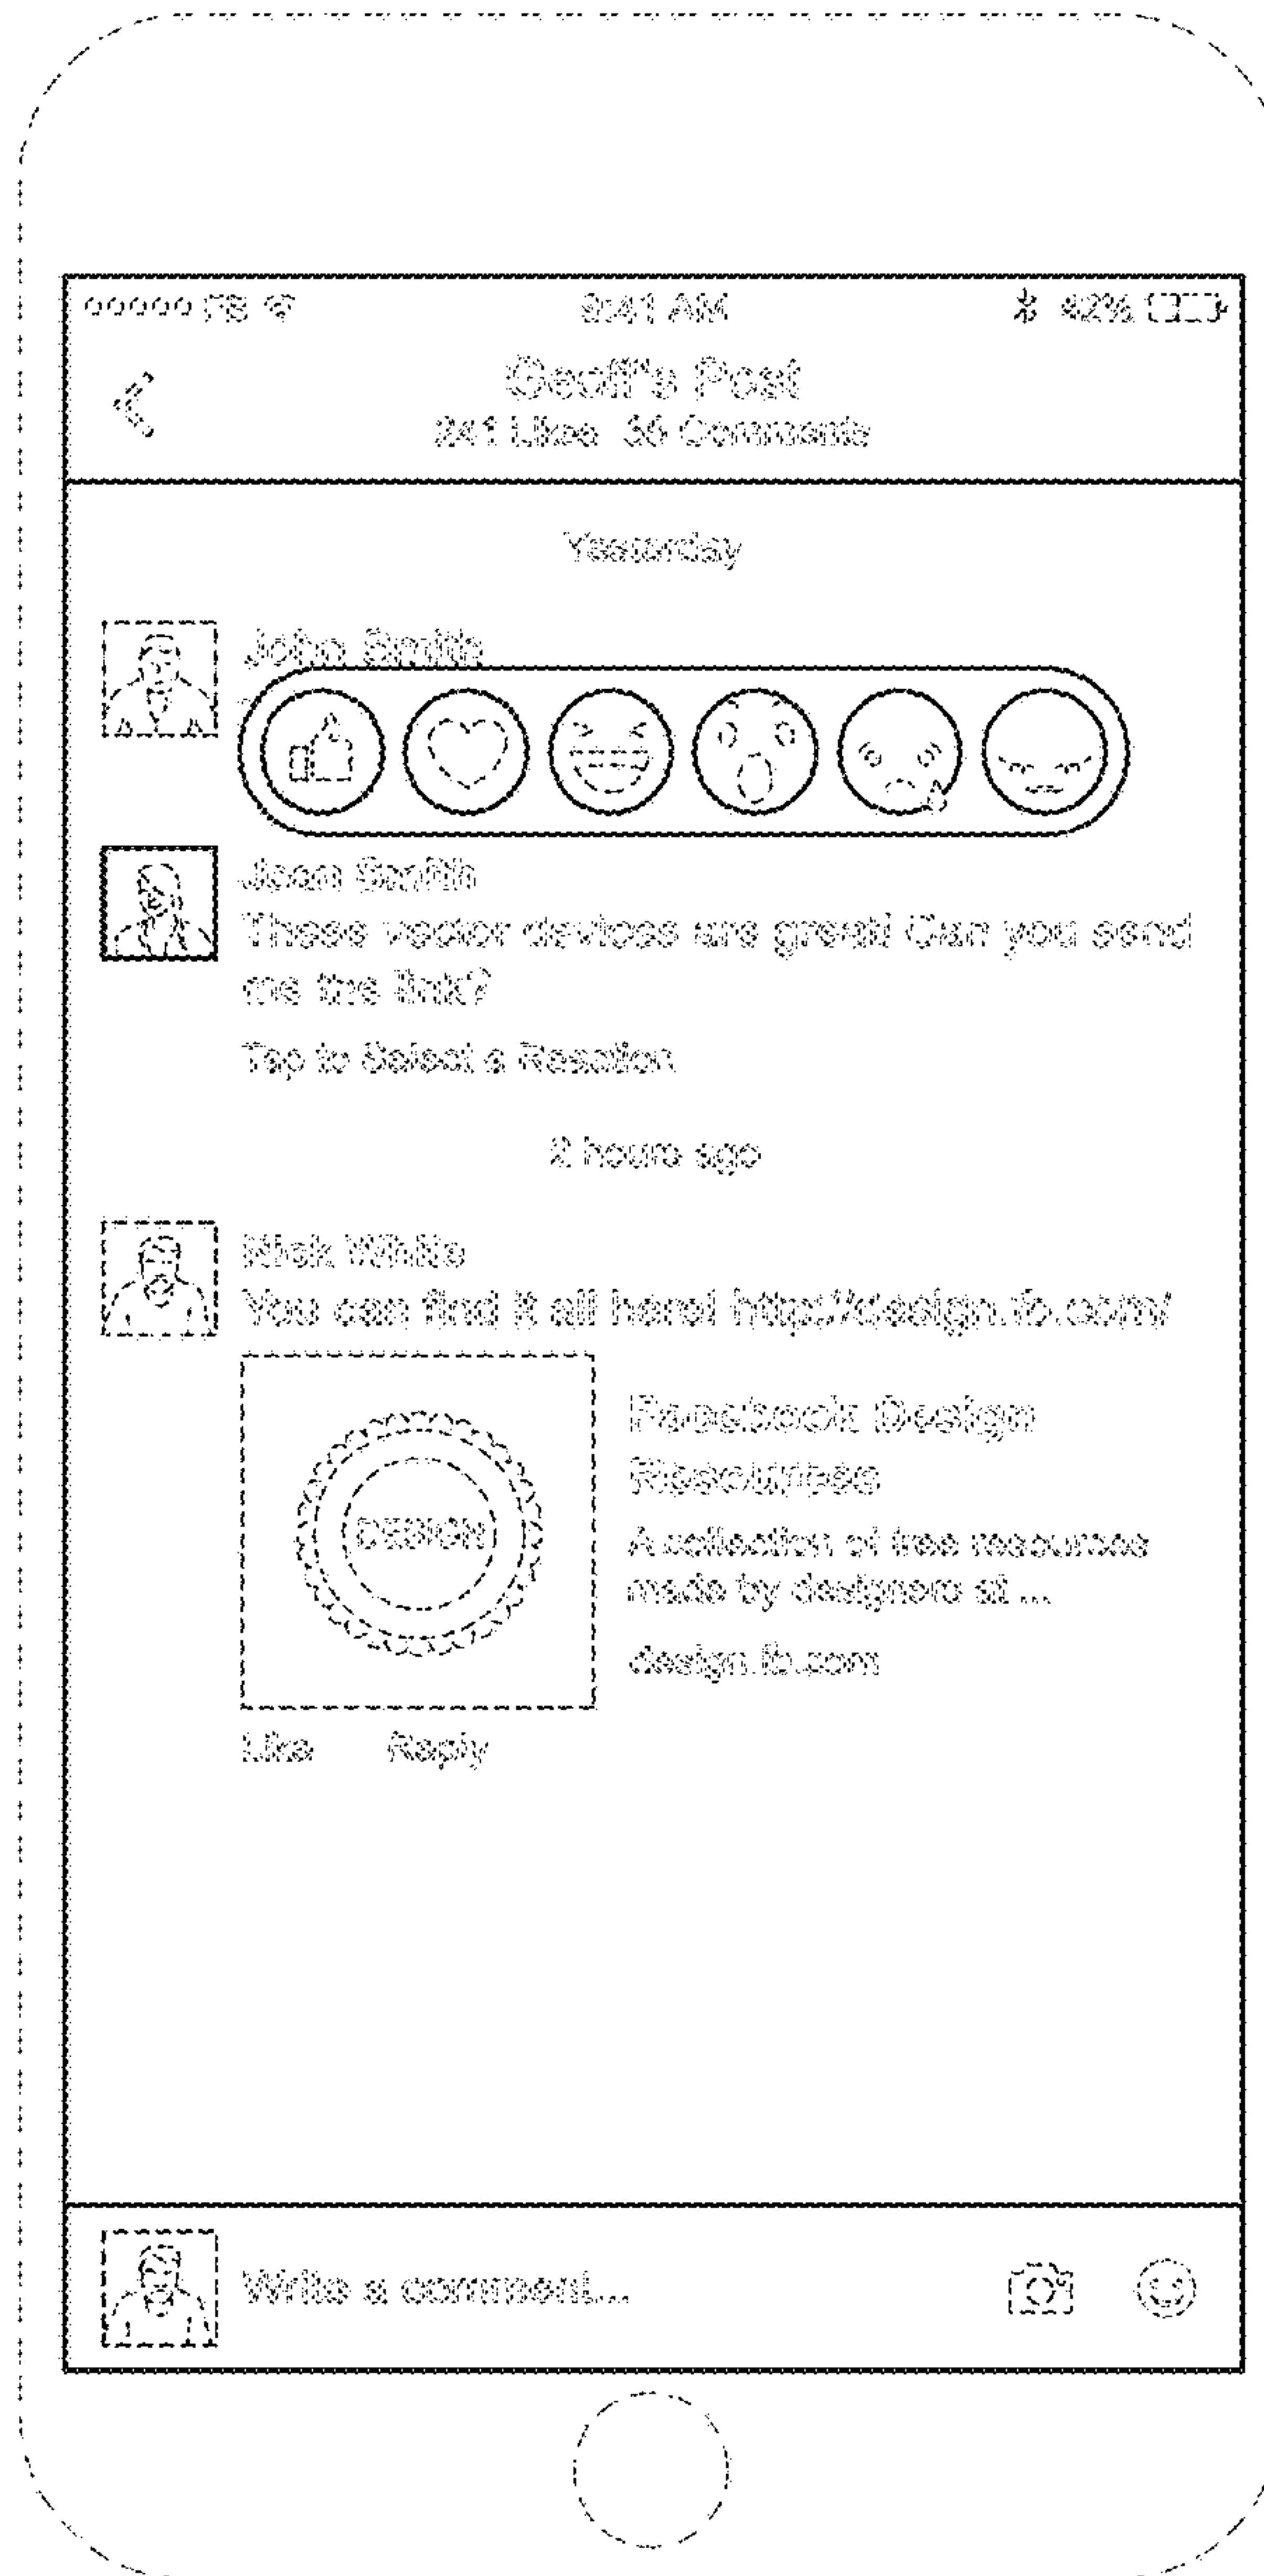 FB 9:41 AM 42%
Geoff's Post
241 Likes 36 Comments
Yesterday
John Smith
Jean Smith
These vector devices are great! Can you send
me the link?
Tap to Select a Reaction
2 hours ago
Nick White
You can find it all here! http://design.fb.com/
DESIGN
Facebook Design
Resources
A collection of free resources
made by designers at ...
design.fb.com
Like Reply
Write a comment...